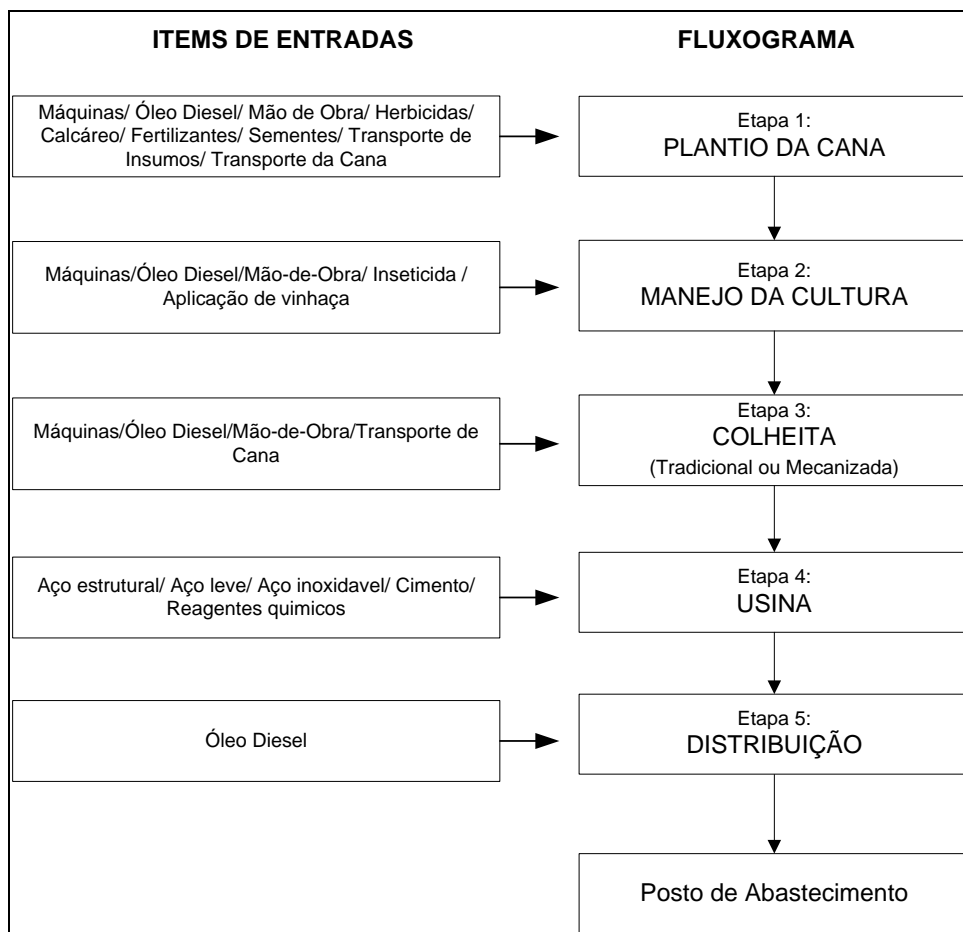 ITEMS DE ENTRADAS
FLUXOGRAMA
Máquinas/ Óleo Diesel/ Mão de Obra/ Herbicidas/
Calcáreo/ Fertilizantes/ Sementes/ Transporte de
Insumos/ Transporte da Cana
Etapa 1:
PLANTIO DA CANA
Máquinas/Óleo Diesel/Mão-de-Obra/ Inseticida /
Aplicação de vinhaça
Etapa 2:
MANEJO DA CULTURA
Máquinas/Óleo Diesel/Mão-de-Obra/Transporte de
Cana
Etapa 3:
COLHEITA
(Tradicional ou Mecanizada)
Aço estrutural/ Aço leve/ Aço inoxidavel/ Cimento/
Reagentes quimicos
Etapa 4:
USINA
Óleo Diesel
Etapa 5:
DISTRIBUIÇÃO
Posto de Abastecimento